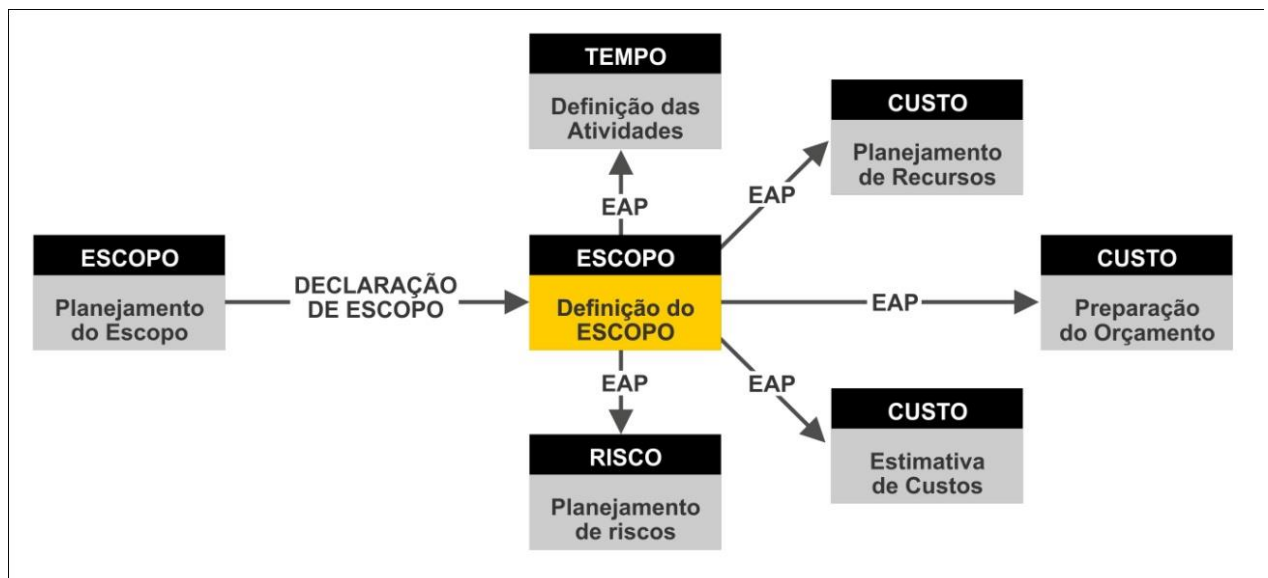 TEMPO
Definição das
Atividades
CUSTO
Planejamento
de Recursos
EAP
EAP
ESCOPO
Planejamento
do Escopo
DECLARAÇÃO
DE ESCOPO
ESCOPO
Definição do
ESCOPO
EAP
CUSTO
Preparação
do Orçamento
EAP
EAP
CUSTO
Estimativa
de Custos
RISCO
Planejamento
de riscos